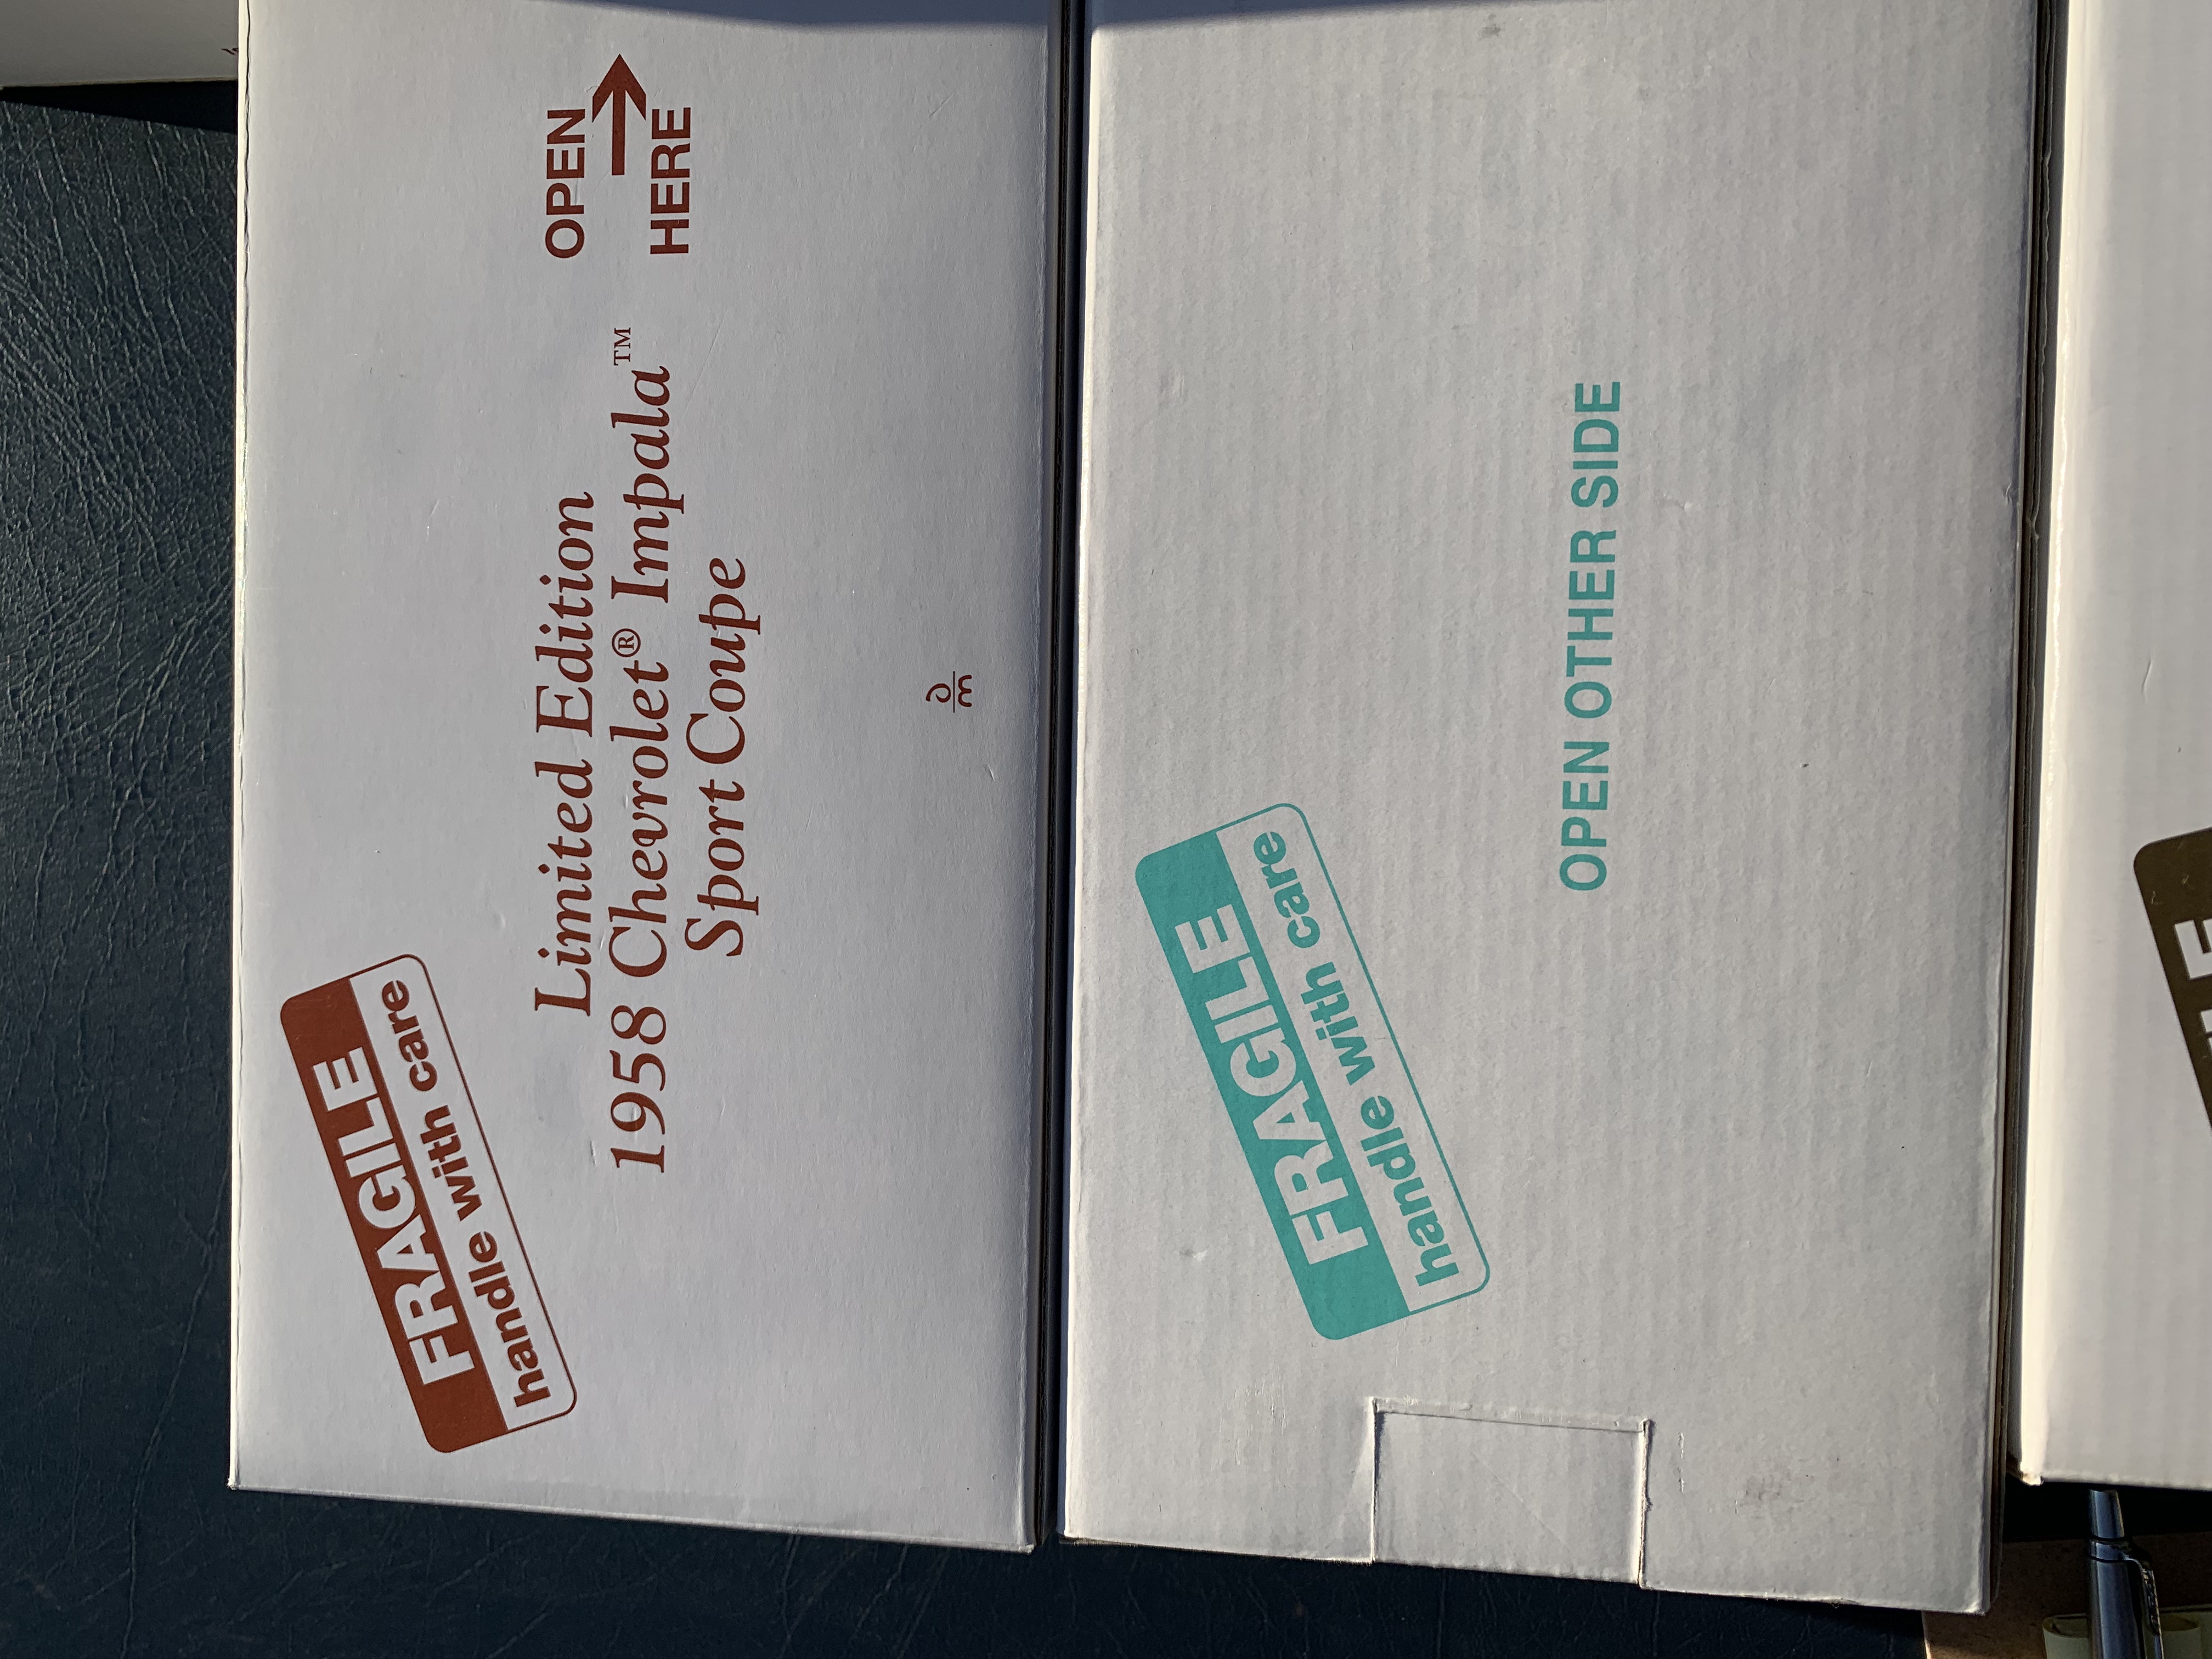 FRAGILE
handle with care
Limited Edition
1958 Chevrolet® Impala™
Sport Coupe
OPEN
HERE
FRAGILE
handle with care
OPEN OTHER SIDE